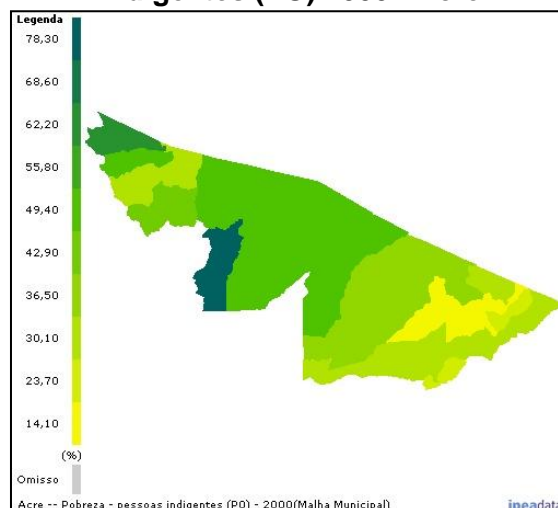 Legenda
78,30
68,60
62,20
55,80
49,40
42,90
36,50
30,10
23,70
14,10
(%)
Omisso
Acre -- Pobreza - pessoas indigentes (P0) - 2000(Malha Municipal)
ipeadata